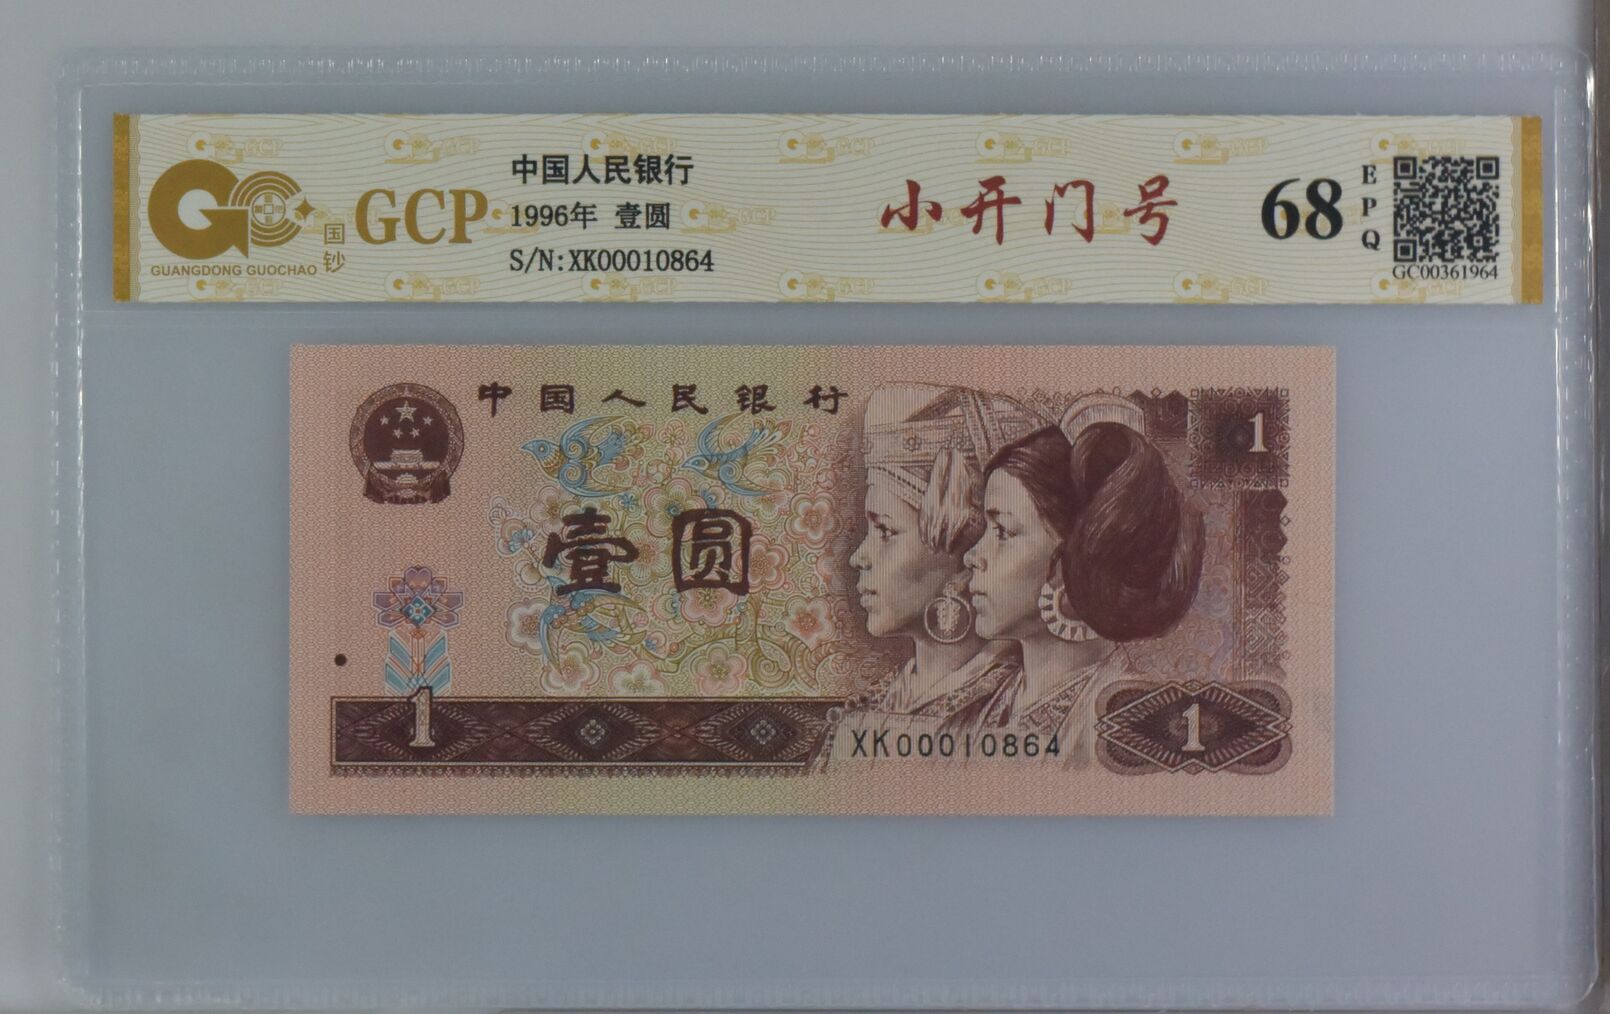 GCP
GUANGDONG GUOCHAO
国钞
中国人民银行
1996年 壹圆
S/N:XK00010864
小开门号
68
EPQ
GC00361964
中国人民银行
1
壹圆
1
XK00010864
1